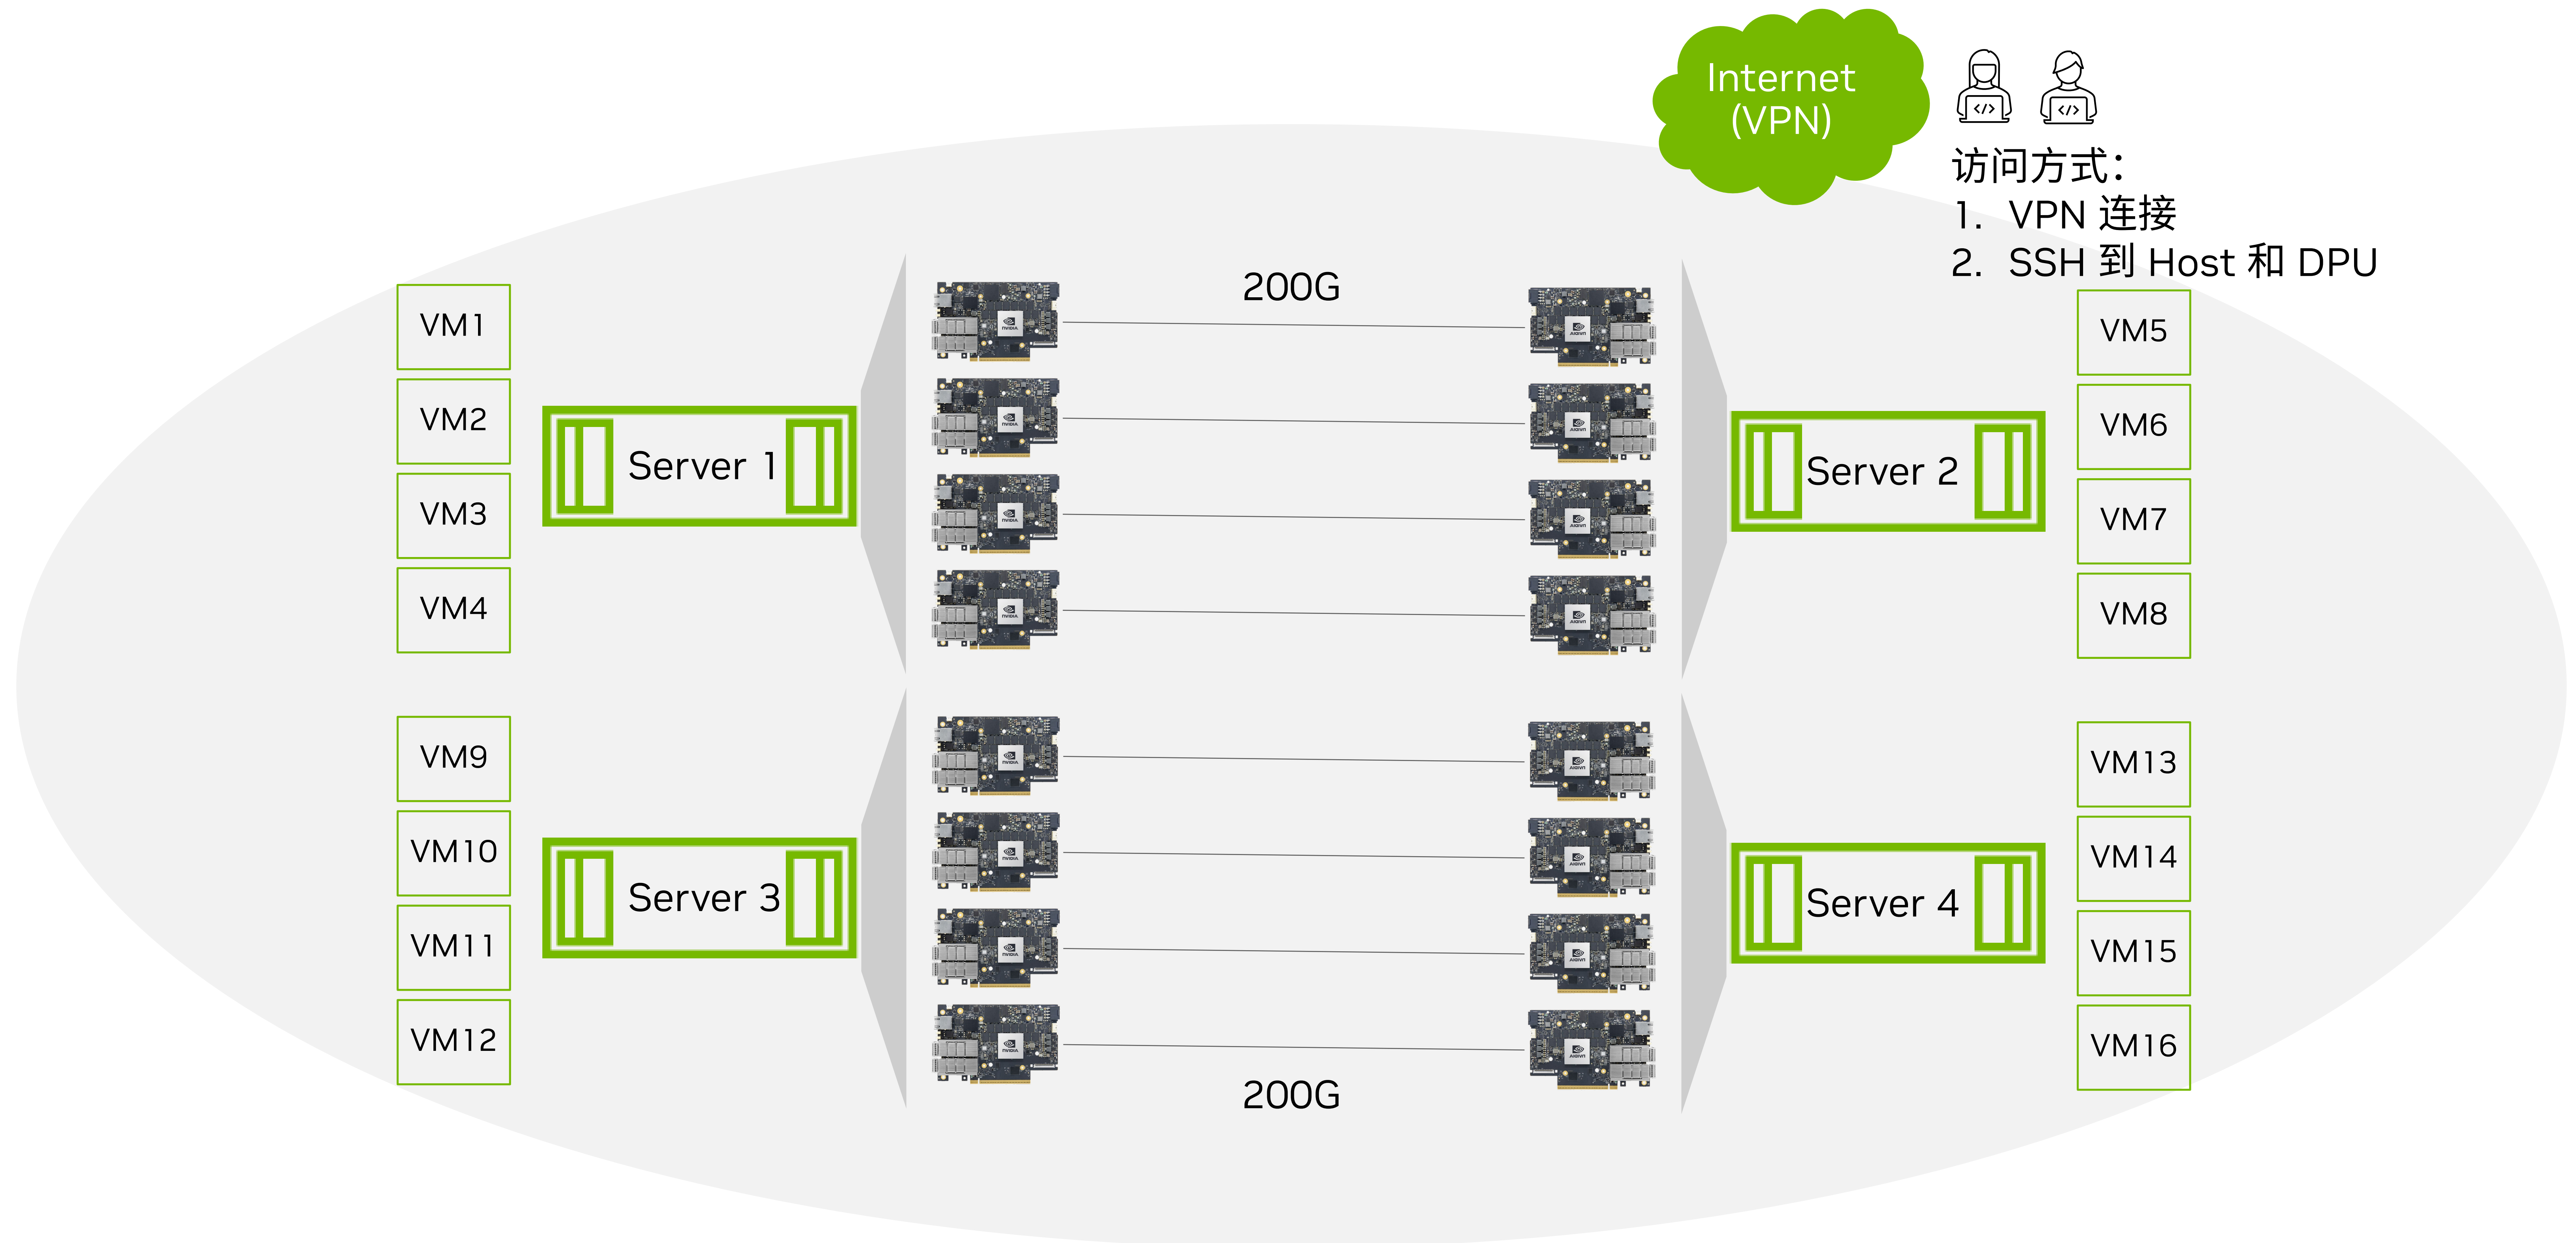 Internet
(VPN)
访问方式：
1. VPN 连接
2. SSH 到 Host 和 DPU
200G
VM1
VM2
VM3
VM4
Server 1
Server 2
VM5
VM6
VM7
VM8
VM9
VM10
VM11
VM12
Server 3
Server 4
VM13
VM14
VM15
VM16
200G